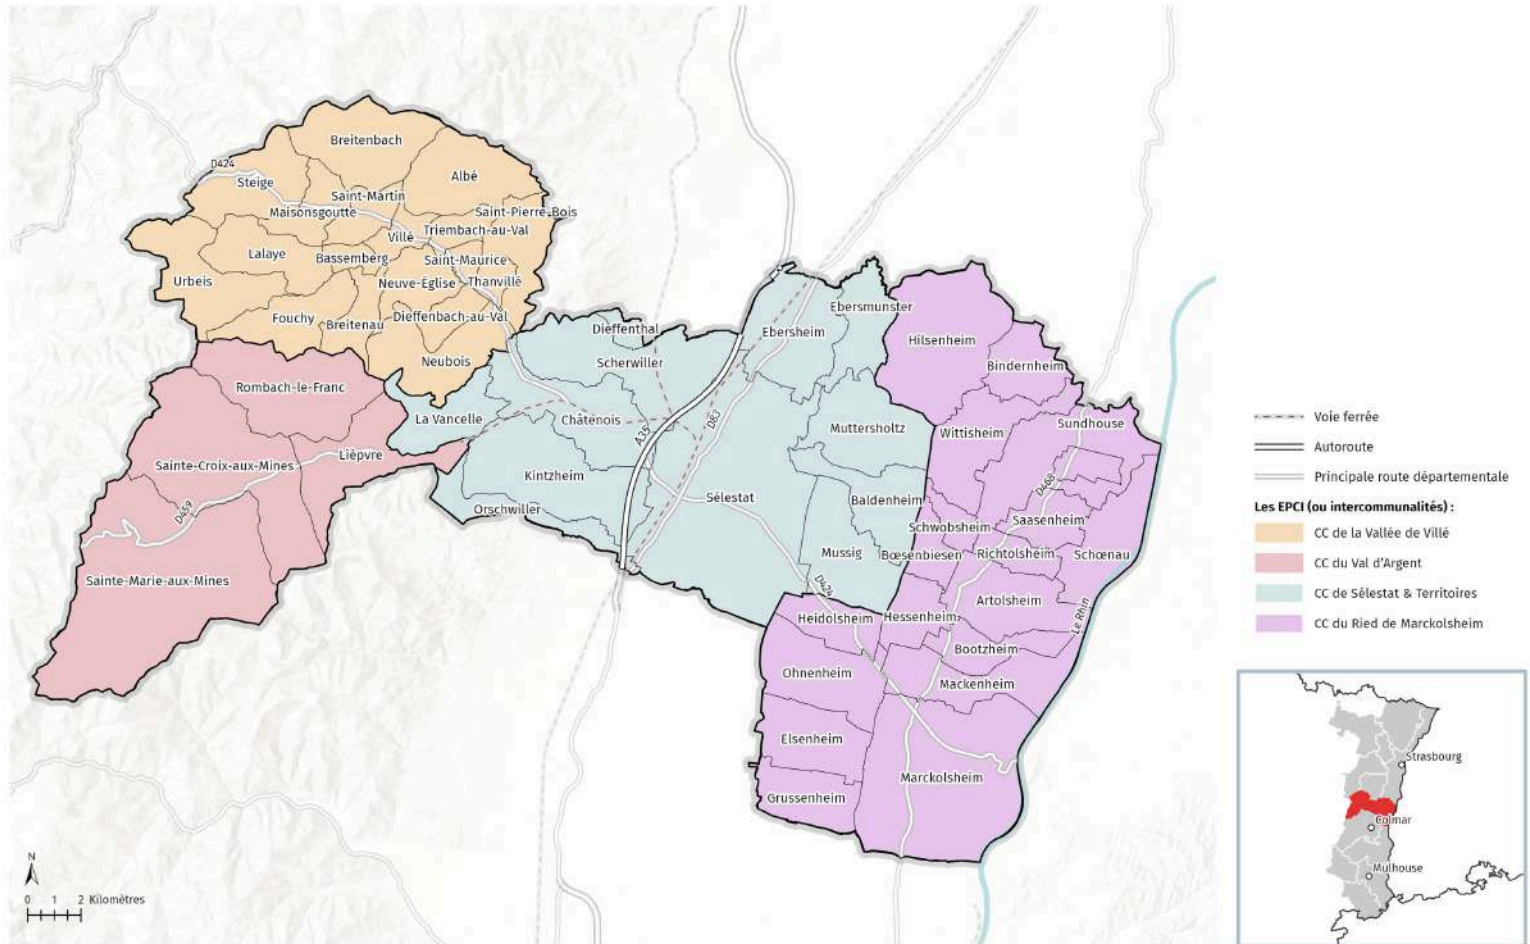 Breitenbach
D424
Albé
Steige
Saint-Martin
Maisonsgoutte
Saint-Pierre-Bois
Triembach-au-Val
Villé
Lalaye
Bassemberg
Saint-Maurice
Urbeis
Neuve-Église
Thanvillé
Fouchy
Breitenau
Dieffenbach-au-Val
Neubois
Rombach-le-Franc
Lièpvre
Sainte-Croix-aux-Mines
D459
Sainte-Marie-aux-Mines
Ebersmunster
Dieffenthal
Ebersheim
Scherwiller
La Vancelle
Châtenois
A35
D83
Muttersholtz
Kintzheim
Sélestat
Baldenheim
Orschwiller
Mussig
D424
Hilsenheim
Bindernheim
Wittisheim
Sundhouse
D468
Schwobsheim
Saasenheim
Bœsenbiesen
Richtolsheim
Schœnau
Artolsheim
Le Rhin
Heidolsheim
Hessenheim
Bootzheim
Ohnenheim
Mackenheim
Elsenheim
Marckolsheim
Grussenheim
Voie ferrée
Autoroute
Principale route départementale
Les EPCI (ou intercommunalités) :
CC de la Vallée de Villé
CC du Val d'Argent
CC de Sélestat & Territoires
CC du Ried de Marckolsheim
Strasbourg
Colmar
Mulhouse
N
0 1 2 Kilomètres